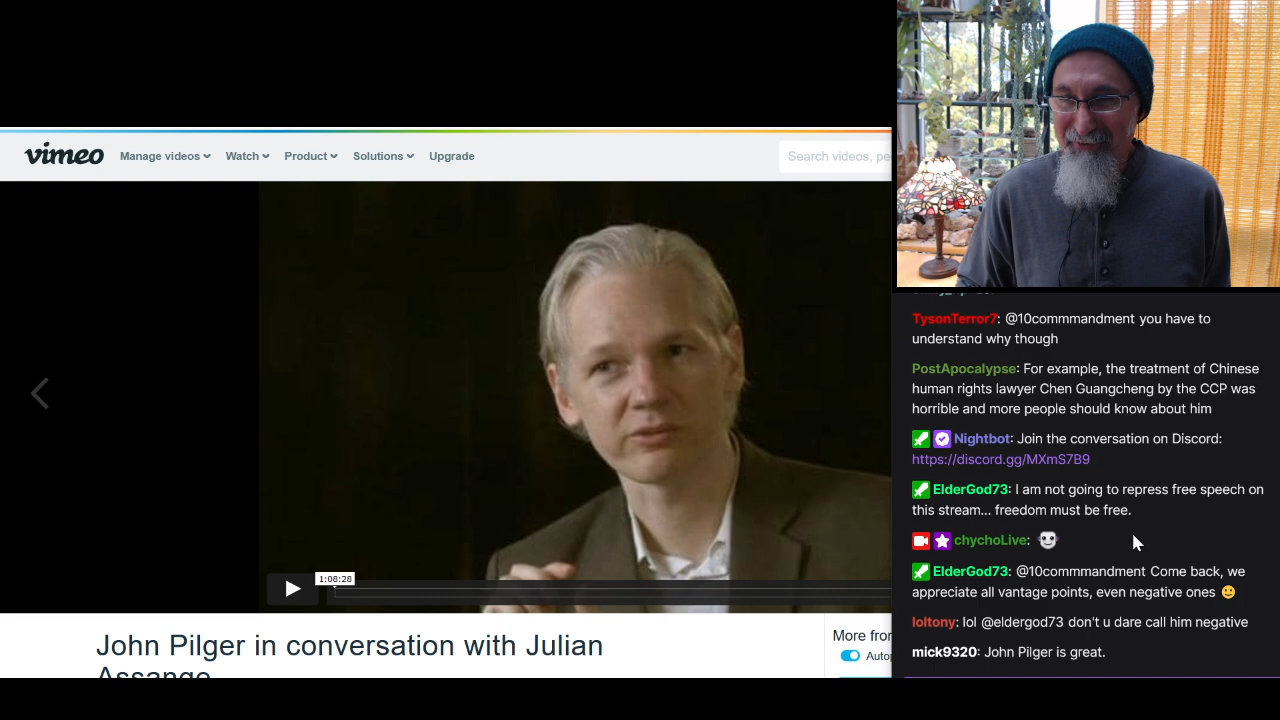 vimeo
Manage videos
Watch
Product
Solutions
Upgrade
Search videos, pe
1:08:28
John Pilger in conversation with Julian
Assange
More from
Autop
TysonTerror7: @10commmandment you have to
understand why though
PostApocalypse: For example, the treatment of Chinese
human rights lawyer Chen Guangcheng by the CCP was
horrible and more people should know about him
Nightbot: Join the conversation on Discord:
https://discord.gg/MXmS7B9
ElderGod73: I am not going to repress free speech on
this stream... freedom must be free.
chychoLive:
ElderGod73: @10commmandment Come back, we
appreciate all vantage points, even negative ones
loltony: lol @eldergod73 don't u dare call him negative
mick9320: John Pilger is great.